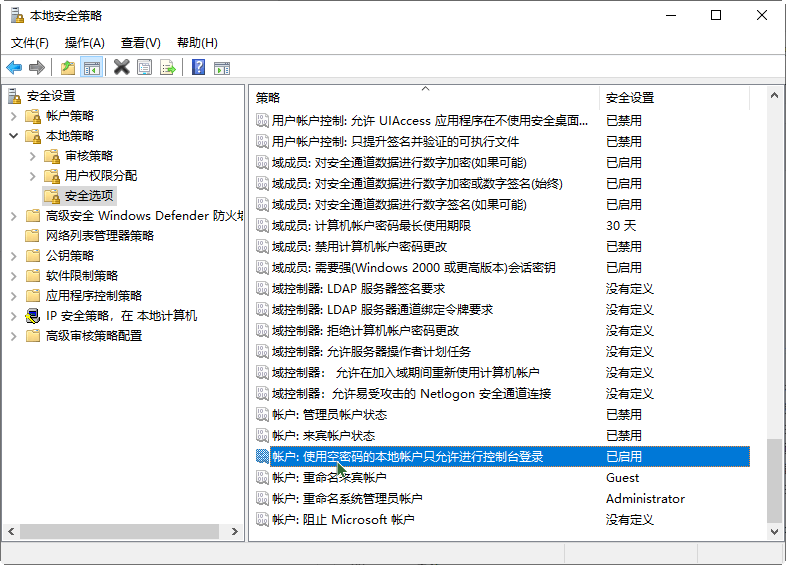 本地安全策略
文件(F) 操作(A) 查看(V) 帮助(H)
安全设置
帐户策略
本地策略
审核策略
用户权限分配
安全选项
高级安全 Windows Defender 防火墙
网络列表管理器策略
公钥策略
软件限制策略
应用程序控制策略
IP 安全策略，在 本地计算机
高级审核策略配置
策略 安全设置
用户帐户控制: 允许 UIAccess 应用程序在不使用安全桌面... 已禁用
用户帐户控制: 只提升签名并验证的可执行文件 已禁用
域成员: 对安全通道数据进行数字加密(如果可能) 已启用
域成员: 对安全通道数据进行数字加密或数字签名(始终) 已启用
域成员: 对安全通道数据进行数字签名(如果可能) 已启用
域成员: 计算机帐户密码最长使用期限 30 天
域成员: 禁用计算机帐户密码更改 已禁用
域成员: 需要强(Windows 2000 或更高版本)会话密钥 已启用
域控制器: LDAP 服务器签名要求 没有定义
域控制器: LDAP 服务器通道绑定令牌要求 没有定义
域控制器: 拒绝计算机帐户密码更改 没有定义
域控制器: 允许服务器操作者计划任务 没有定义
域控制器： 允许在加入域期间重新使用计算机帐户 没有定义
域控制器：允许易受攻击的 Netlogon 安全通道连接 没有定义
帐户: 管理员帐户状态 已禁用
帐户: 来宾帐户状态 已禁用
帐户: 使用空密码的本地帐户只允许进行控制台登录 已启用
帐户: 重命名来宾帐户 Guest
帐户: 重命名系统管理员帐户 Administrator
帐户: 阻止 Microsoft 帐户 没有定义